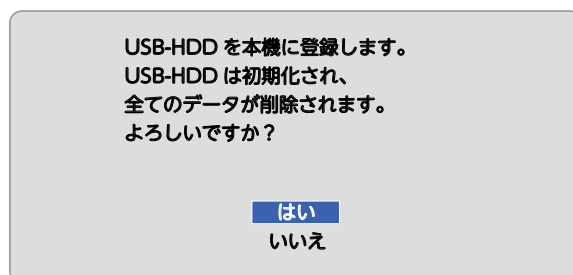 USB-HDD を本機に登録します。
USB-HDD は初期化され、
全てのデータが削除されます。
よろしいですか？
はい
いいえ